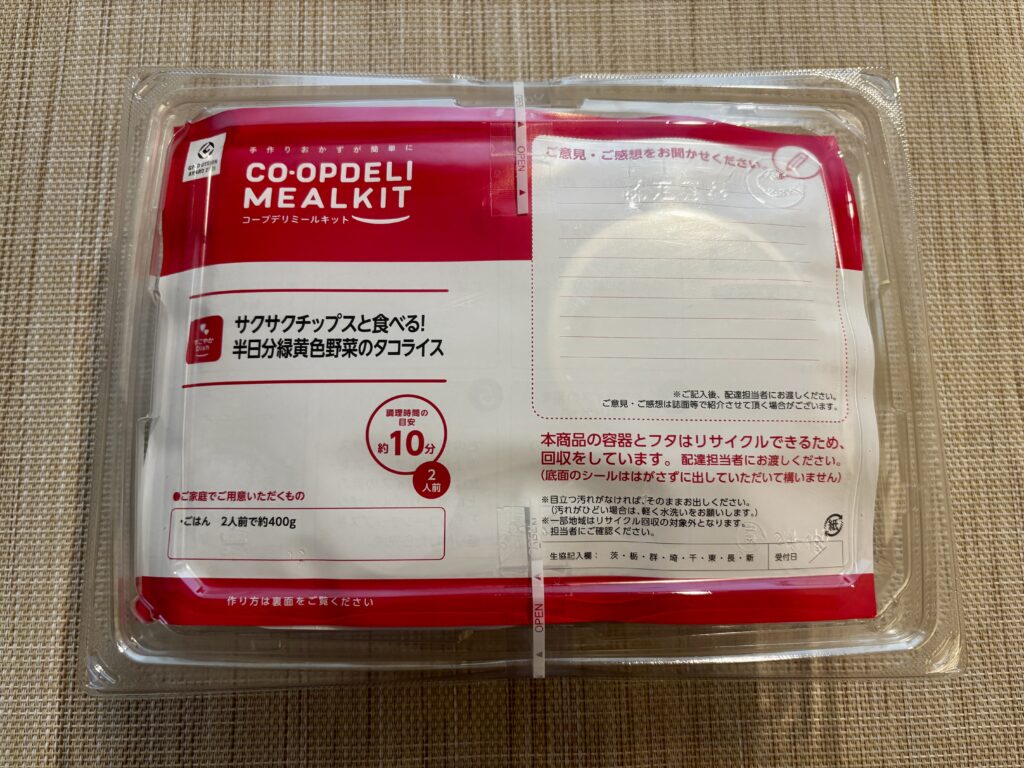 手作りおかずが簡単に
CO・OPDELI
MEALKIT
コープデリミールキット
すこやか
Dish
サクサクチップスと食べる!
半日分緑黄色野菜のタコライス
調理時間の
目安
約10分
2
人前
●ご家庭でご用意いただくもの
・ごはん 2人前で約400g
作り方は裏面をご覧ください
OPEN
ご意見・ご感想をお聞かせください。
※ご記入後、配達担当者にお渡しください。
ご意見・ご感想は誌面等で紹介させて頂く場合がございます。
本商品の容器とフタはリサイクルできるため、
回収をしています。配達担当者にお渡しください。
(底面のシールははがさずに出していただいて構いません)
※目立つ汚れがなければ、そのままお出しください。
(汚れがひどい場合は、軽く水洗いをお願いします。)
※一部地域はリサイクル回収の対象外となります。
担当者にご確認ください。
紙
生協記入欄: 茨・栃・群・埼・千・東・長・新 受付日
OPEN
OPEN